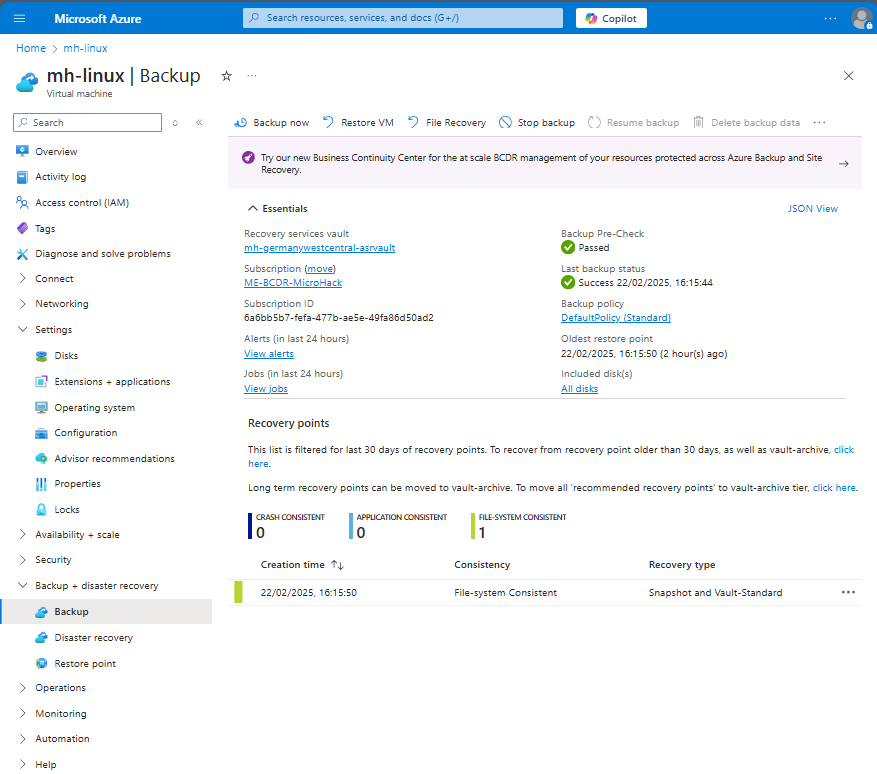 Microsoft Azure
Search resources, services, and docs (G+/)
Copilot
Home > mh-linux
mh-linux | Backup
Virtual machine
Search
Overview
Activity log
Access control (IAM)
Tags
Diagnose and solve problems
Connect
Networking
Settings
Disks
Extensions + applications
Operating system
Configuration
Advisor recommendations
Properties
Locks
Availability + scale
Security
Backup + disaster recovery
Backup
Disaster recovery
Restore point
Operations
Monitoring
Automation
Help
Backup now
Restore VM
File Recovery
Stop backup
Resume backup
Delete backup data
Try our new Business Continuity Center for the at scale BCDR management of your resources protected across Azure Backup and Site
Recovery.
Essentials
JSON View
Recovery services vault
mh-germanywestcentral-asrvault
Subscription (move)
ME-BCDR-MicroHack
Subscription ID
6a6bb5b7-fefa-477b-ae5e-49fa86d50ad2
Alerts (in last 24 hours)
View alerts
Jobs (in last 24 hours)
View jobs
Backup Pre-Check
Passed
Last backup status
Success 22/02/2025, 16:15:44
Backup policy
DefaultPolicy (Standard)
Oldest restore point
22/02/2025, 16:15:50 (2 hour(s) ago)
Included disk(s)
All disks
Recovery points
This list is filtered for last 30 days of recovery points. To recover from recovery point older than 30 days, as well as vault-archive, click
here.
Long term recovery points can be moved to vault-archive. To move all 'recommended recovery points' to vault-archive tier, click here.
CRASH CONSISTENT
0
APPLICATION CONSISTENT
0
FILE-SYSTEM CONSISTENT
1
Creation time Consistency Recovery type
22/02/2025, 16:15:50 File-system Consistent Snapshot and Vault-Standard